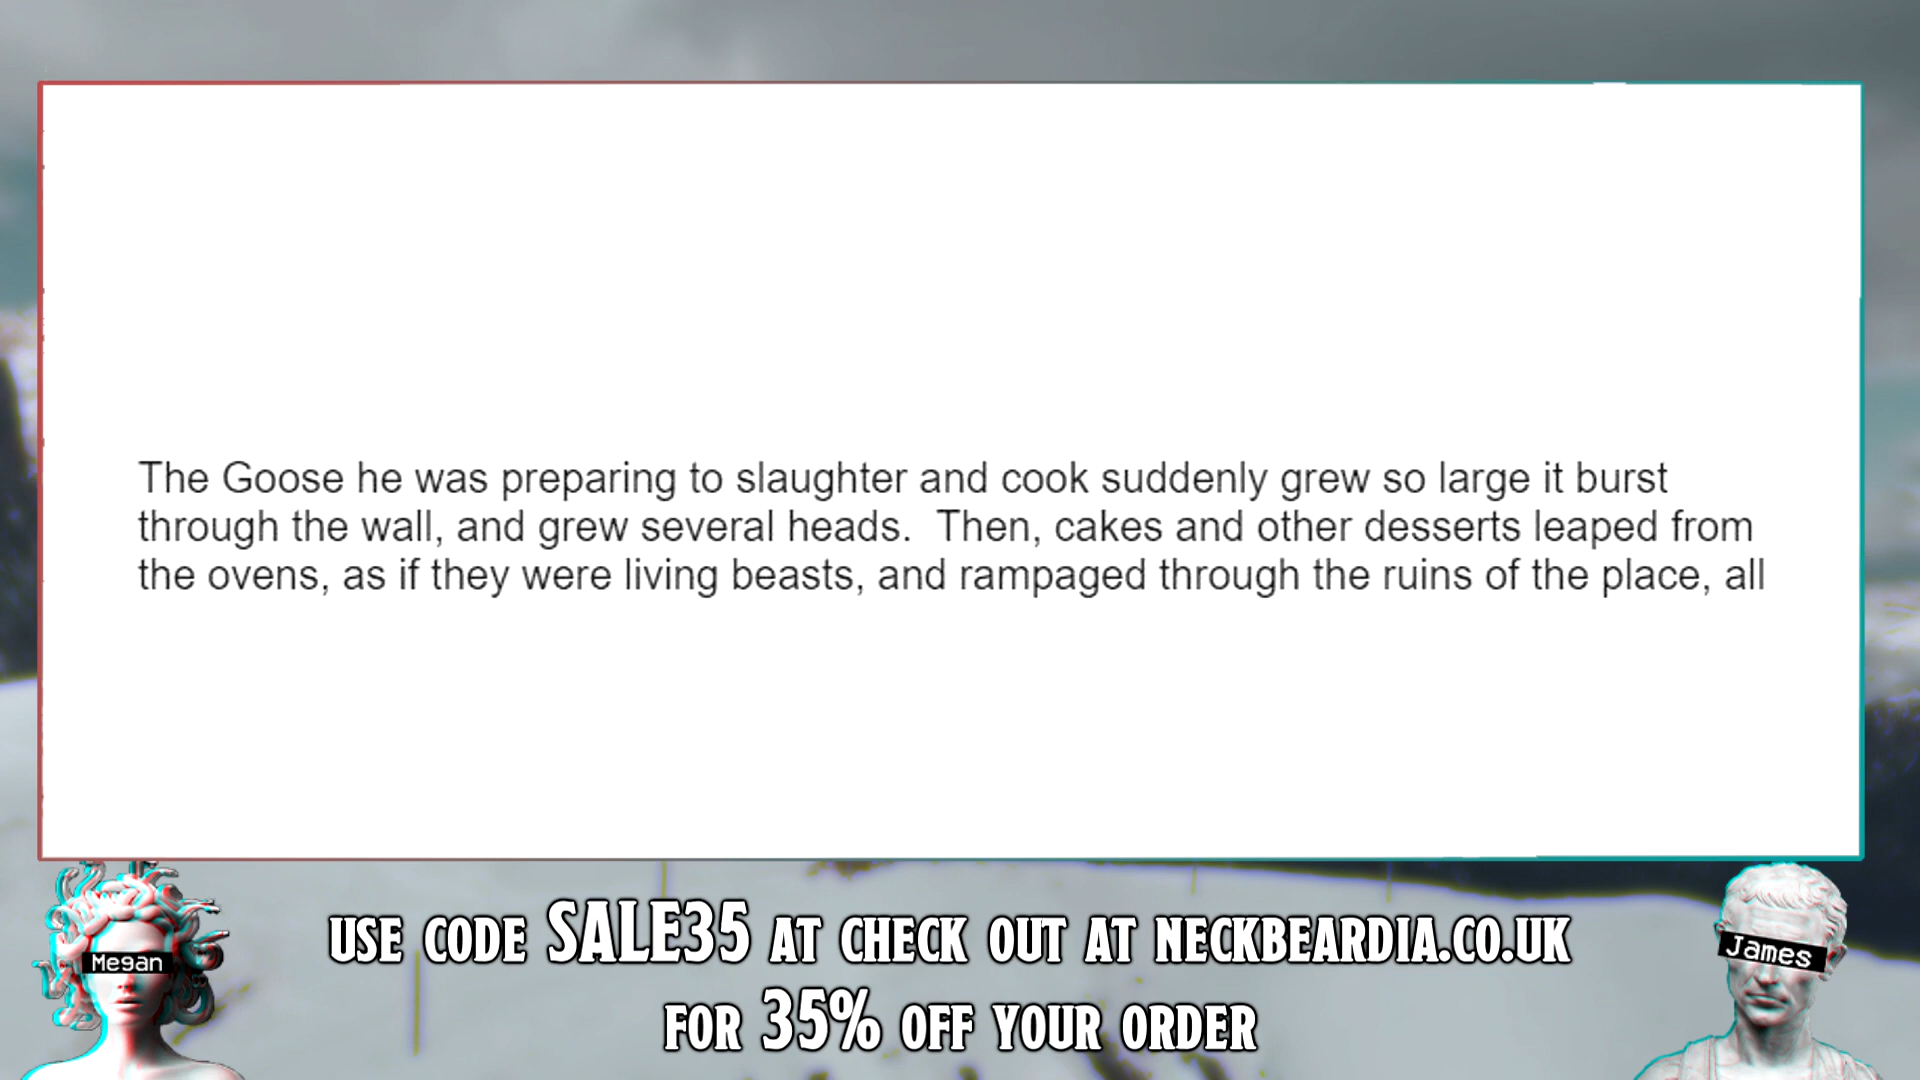 The Goose he was preparing to slaughter and cook suddenly grew so large it burst
through the wall, and grew several heads.  Then, cakes and other desserts leaped from
the ovens, as if they were living beasts, and rampaged through the ruins of the place, all
Megan
USE CODE SALE35 AT CHECK OUT AT NECKBEARDIA.CO.UK
FOR 35% OFF YOUR ORDER
James